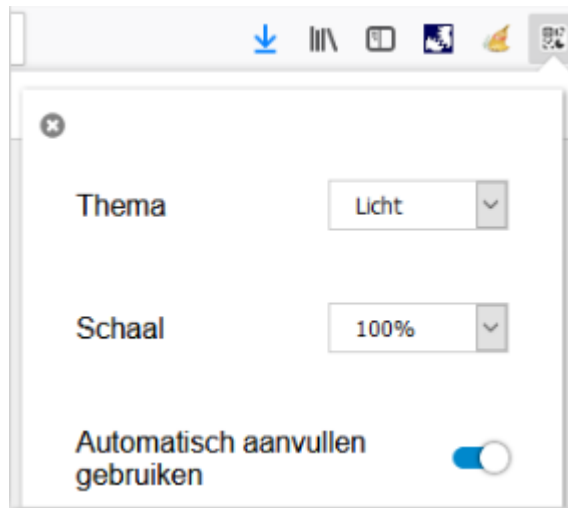 Thema
Licht
Schaal
100%
Automatisch aanvullen
gebruiken